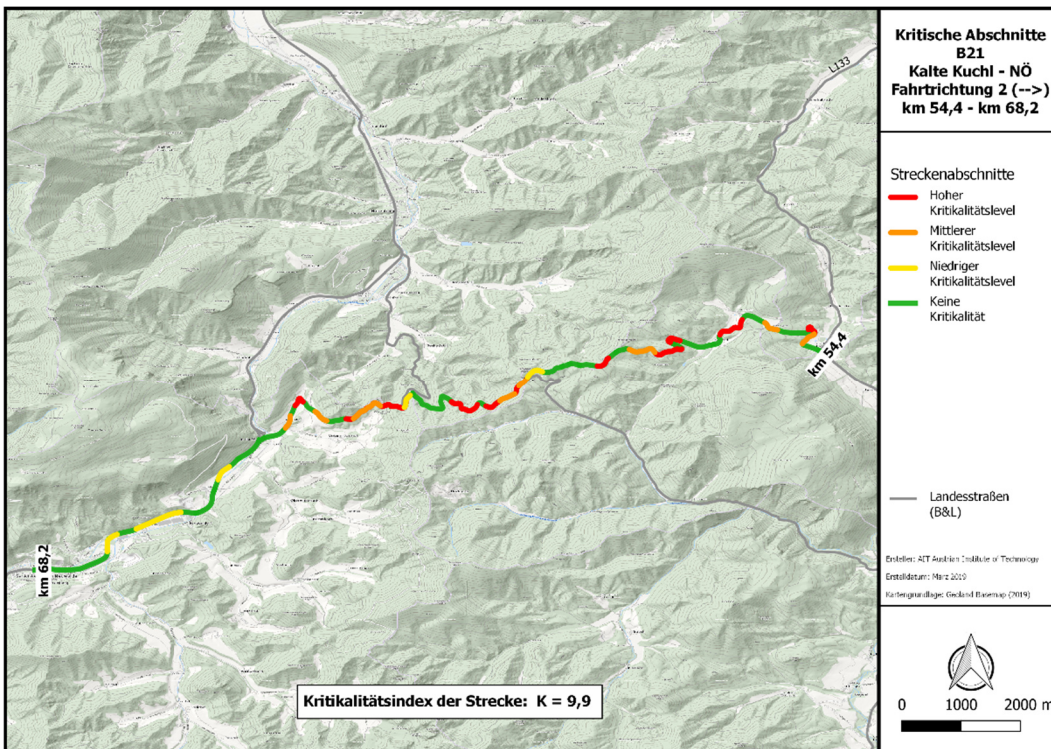 Kritische Abschnitte
B21
Kalte Kuchl - NÖ
Fahrtrichtung 2 (-->)
km 54,4 - km 68,2
Streckenabschnitte
Hoher
Kritikalitätslevel
Mittlerer
Kritikalitätslevel
Niedriger
Kritikalitätslevel
Keine
Kritikalität
Landesstraßen
(B&L)
Ersteller: AIT Austrian Institute of Technology
Erstelldatum: März 2019
Kartengrundlage: Geoland Basemap (2019)
0 1000 2000 m
L133
km 54,4
km 68,2
Kritikalitätsindex der Strecke: K = 9,9